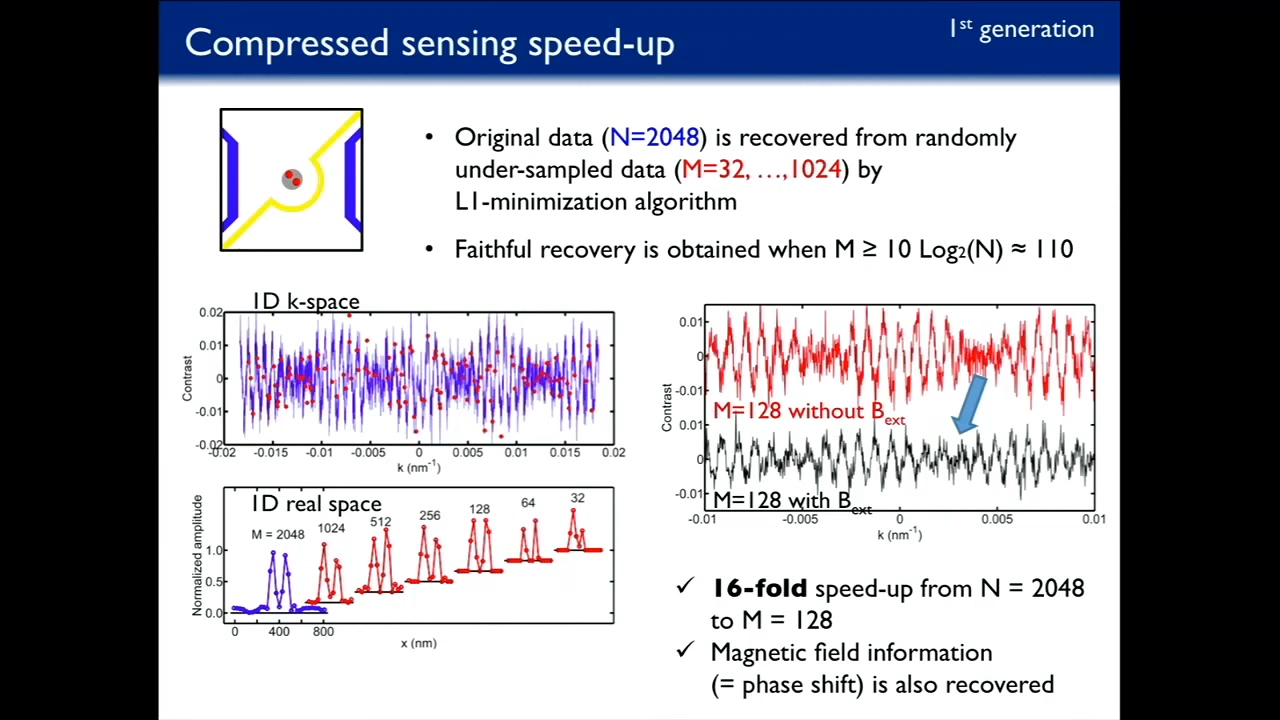 Compressed sensing speed-up
1st generation
• Original data (N=2048) is recovered from randomly
under-sampled data (M=32, …,1024) by
L1-minimization algorithm
• Faithful recovery is obtained when M ≥ 10 Log2(N) ≈ 110
1D k-space
0.02
0.01
0
-0.01
-0.02
Contrast
-0.02 -0.015 -0.01 -0.005 0 0.005 0.01 0.015 0.02
k (nm-1)
1D real space
M = 2048 1024 512 256 128 64 32
1.0
0.5
0.0
Normalized amplitude
0 400 800
x (nm)
0.01
0
-0.01
M=128 without Bext
0.01
0
-0.01
M=128 with Bext
Contrast
-0.01 -0.005 0 0.005 0.01
k (nm-1)
✓ 16-fold speed-up from N = 2048
to M = 128
✓ Magnetic field information
(= phase shift) is also recovered